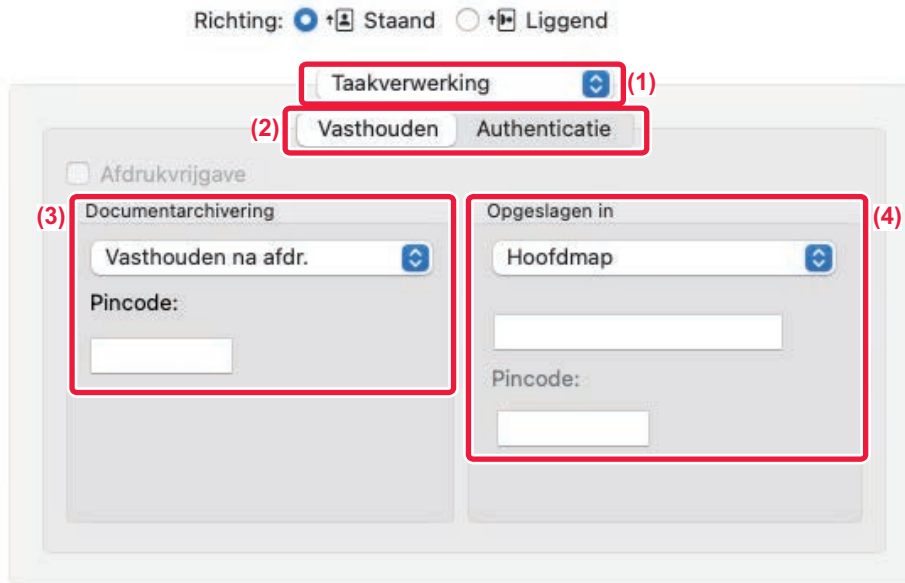 Richting: Staand Liggend
Taakverwerking (1)
(2) Vasthouden Authenticatie
Afdrukvrijgave
(3) Documentarchivering Opgeslagen in (4)
Vasthouden na afdr. Hoofdmap
Pincode:
Pincode: